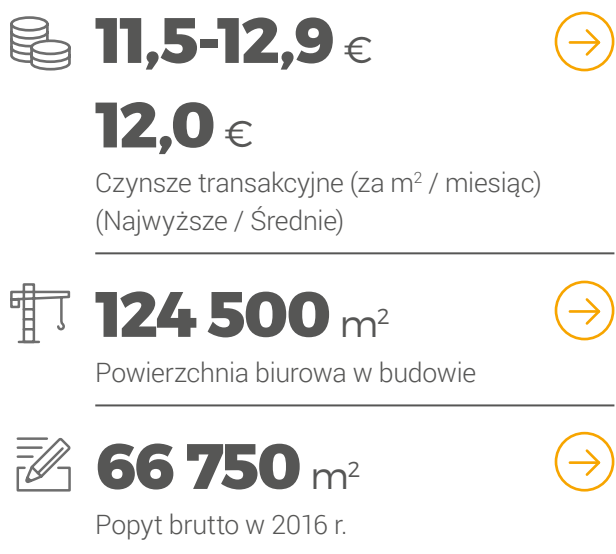 11,5-12,9 €
12,0 €
Czynsze transakcyjne (za m² / miesiąc)
(Najwyższe / Średnie)
124 500 m²
Powierzchnia biurowa w budowie
66 750 m²
Popyt brutto w 2016 r.